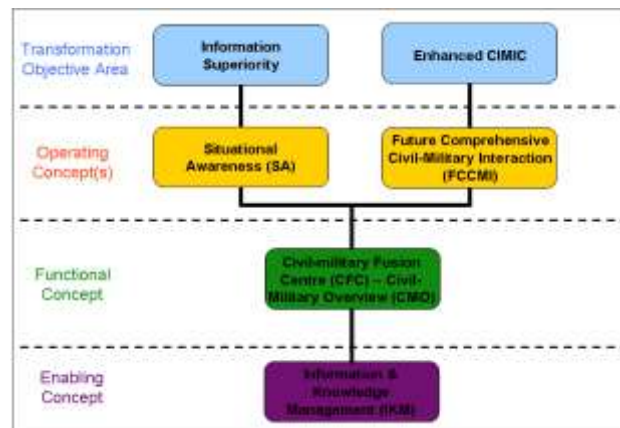 Transformation
Objective Area
Information
Superiority
Enhanced CIMIC
Operating
Concept(s)
Situational
Awareness (SA)
Future Comprehensive
Civil-Military Interaction
(FCCMI)
Functional
Concept
Civil-military Fusion
Centre (CFC) – Civil-
Military Overview (CMO)
Enabling
Concept
Information &
Knowledge
Management (IKM)